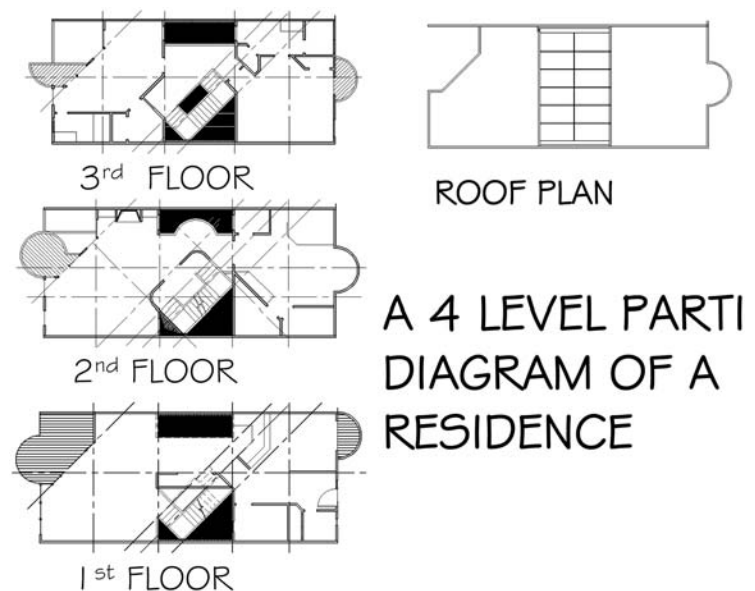 3rd FLOOR
ROOF PLAN
2nd FLOOR
A 4 LEVEL PARTI
DIAGRAM OF A
RESIDENCE
1st FLOOR